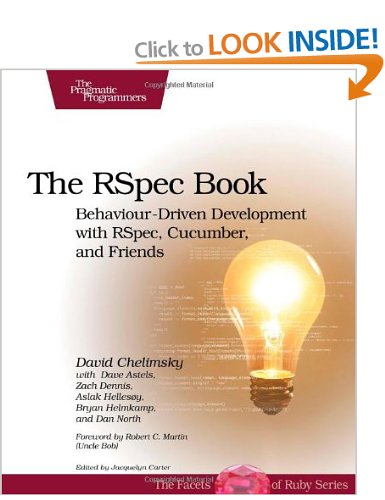 Click to LOOK INSIDE!
The
Pragmatic
Programmers
Copyrighted Material
The RSpec Book
Behaviour-Driven Development
with RSpec, Cucumber,
and Friends
David Chelimsky
with Dave Astels,
Zach Dennis,
Aslak Hellesøy,
Bryan Helmkamp,
and Dan North
Foreword by Robert C. Martin
(Uncle Bob)
Edited by Jacquelyn Carter
The Facets of Ruby Series